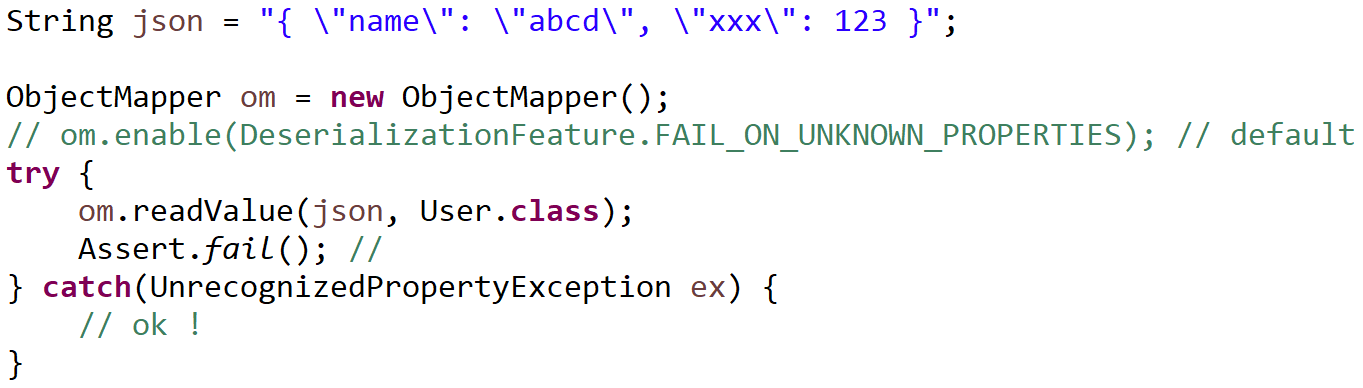 String json = "{ \"name\": \"abcd\", \"xxx\": 123 }";
ObjectMapper om = new ObjectMapper();
// om.enable(DeserializationFeature.FAIL_ON_UNKNOWN_PROPERTIES); // default
try {
    om.readValue(json, User.class);
    Assert.fail(); //
} catch(UnrecognizedPropertyException ex) {
    // ok !
}